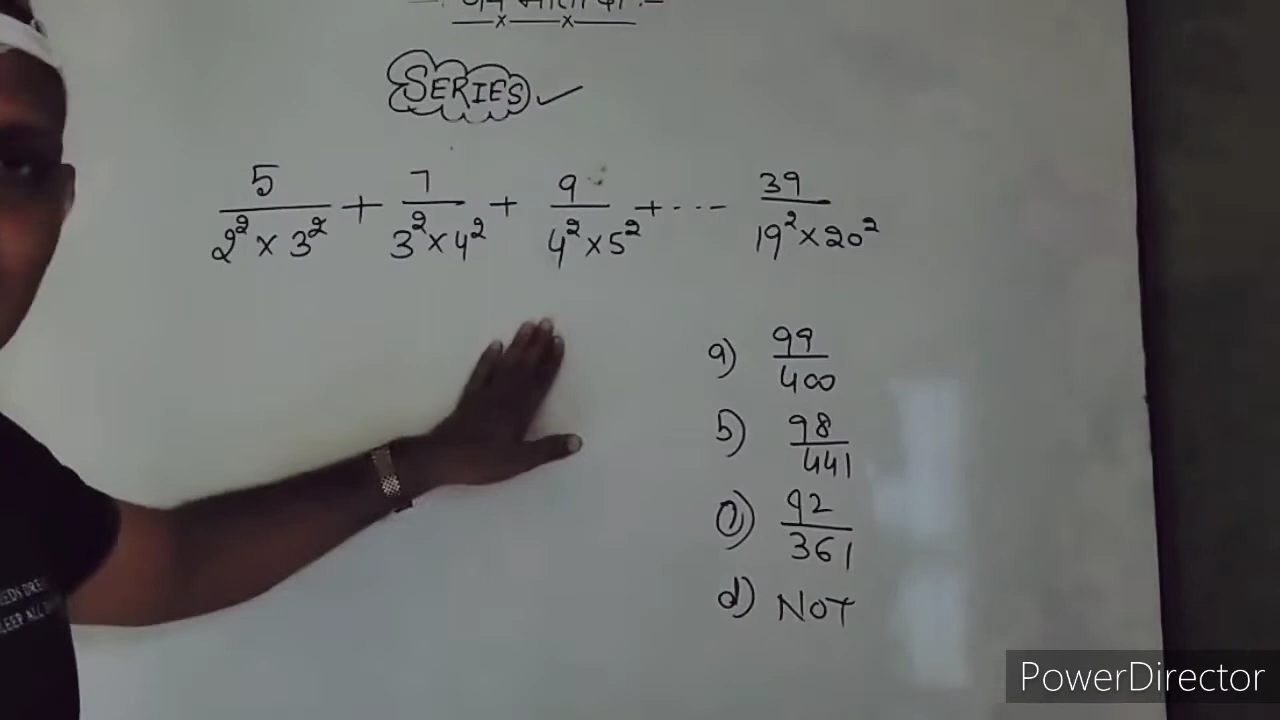 SERIES
5/2² × 3² + 7/3² × 4² + 9/4² × 5² + ... 39/19² × 20²
a) 99/400
b) 98/441
c) 92/361
d) NOT
PowerDirector